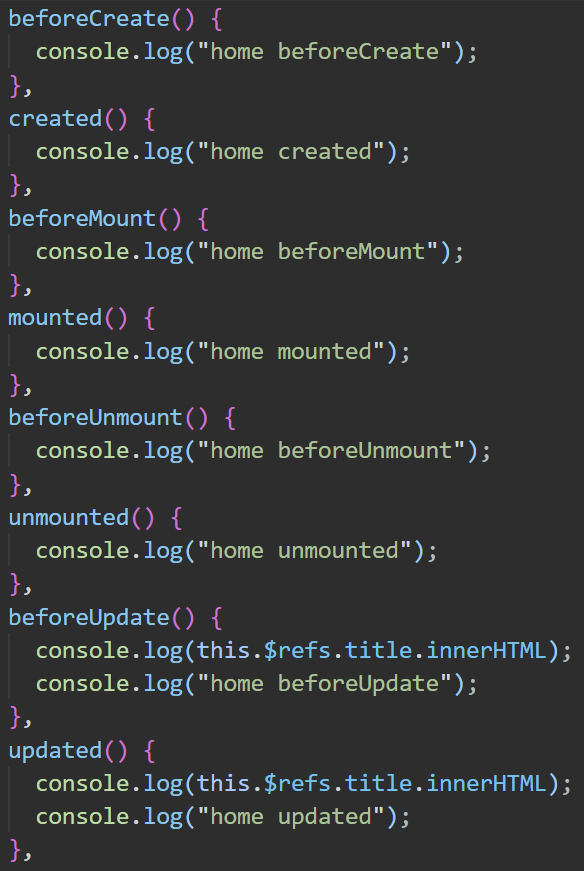 beforeCreate() {
  console.log("home beforeCreate");
},
created() {
  console.log("home created");
},
beforeMount() {
  console.log("home beforeMount");
},
mounted() {
  console.log("home mounted");
},
beforeUnmount() {
  console.log("home beforeUnmount");
},
unmounted() {
  console.log("home unmounted");
},
beforeUpdate() {
  console.log(this.$refs.title.innerHTML);
  console.log("home beforeUpdate");
},
updated() {
  console.log(this.$refs.title.innerHTML);
  console.log("home updated");
},